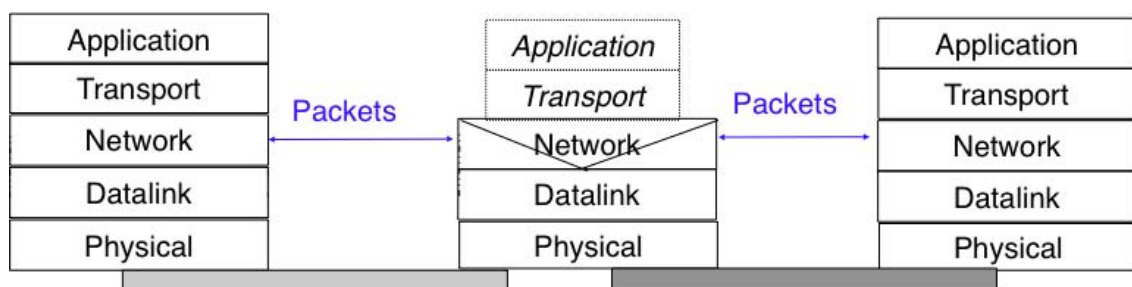 Application
Transport
Network
Datalink
Physical
Packets
Application
Transport
Network
Datalink
Physical
Packets
Application
Transport
Network
Datalink
Physical